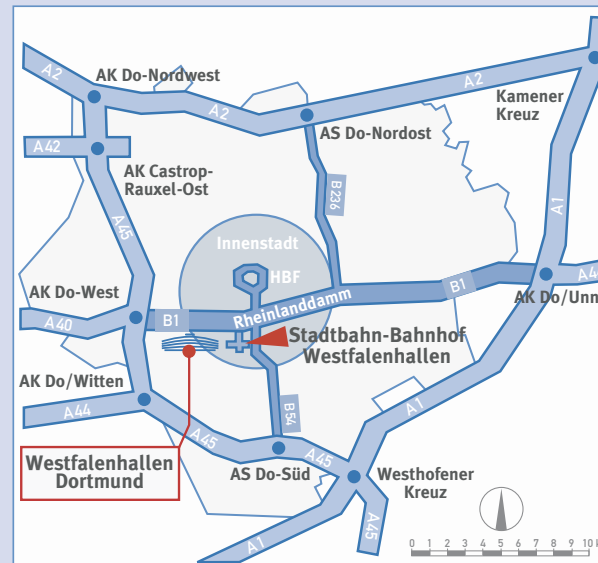 A2
AK Do-Nordwest
A2
A2
Kamener
Kreuz
A42
AS Do-Nordost
AK Castrop-
Rauxel-Ost
B236
A1
A45
Innenstadt
HBF
AK Do-West
B1
Rheinlanddamm
B1
AK Do/Unn
A40
Stadtbahn-Bahnhof
Westfalenhallen
AK Do/Witten
A44
A45
B54
A1
Westfalenhallen
Dortmund
AS Do-Süd
A45
Westhofener
Kreuz
A45
A1
0 1 2 3 4 5 6 7 8 9 10